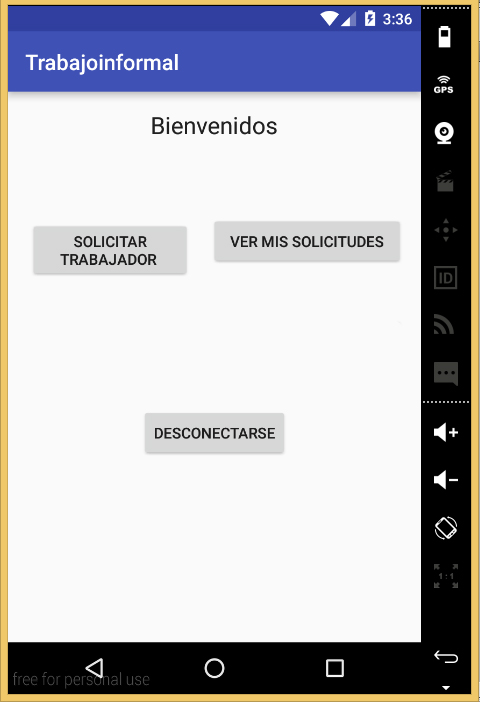 3:36
Trabajoinformal
GPS
Bienvenidos
SOLICITAR
TRABAJADOR
VER MIS SOLICITUDES
ID
DESCONECTARSE
1:1
free for personal use